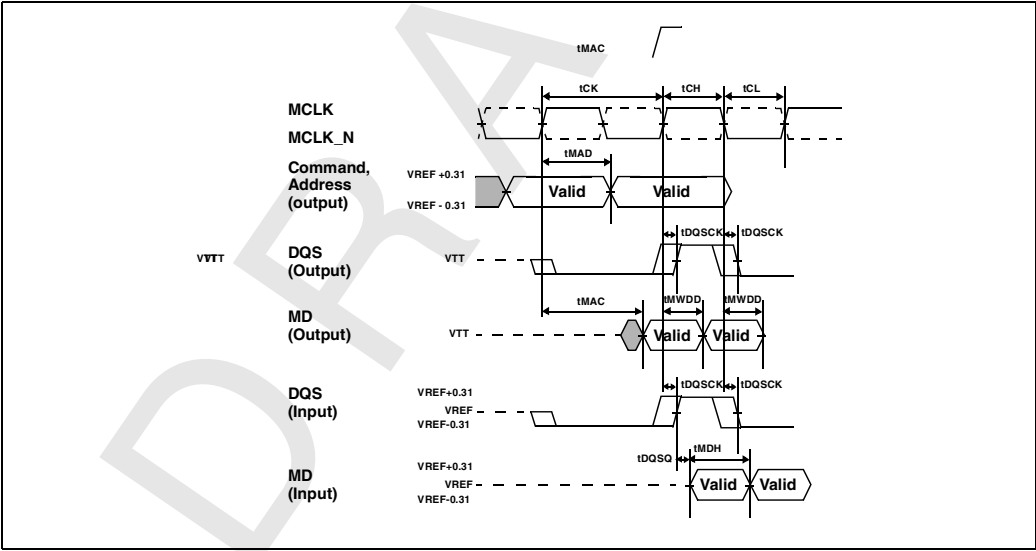 tMAC
tCK tCH tCL
MCLK
MCLK_N
tMAD
Command,
Address
(output)
VREF +0.31
VREF - 0.31
Valid Valid
tDQSCK tDQSCK
DQS
(Output)
VTT
tMAC tMWDD tMWDD
MD
(Output)
VTT
Valid Valid
tDQSCK tDQSCK
DQS
(Input)
VREF+0.31
VREF
VREF-0.31
tDQSQ tMDH
MD
(Input)
VREF+0.31
VREF
VREF-0.31
Valid Valid
DRA